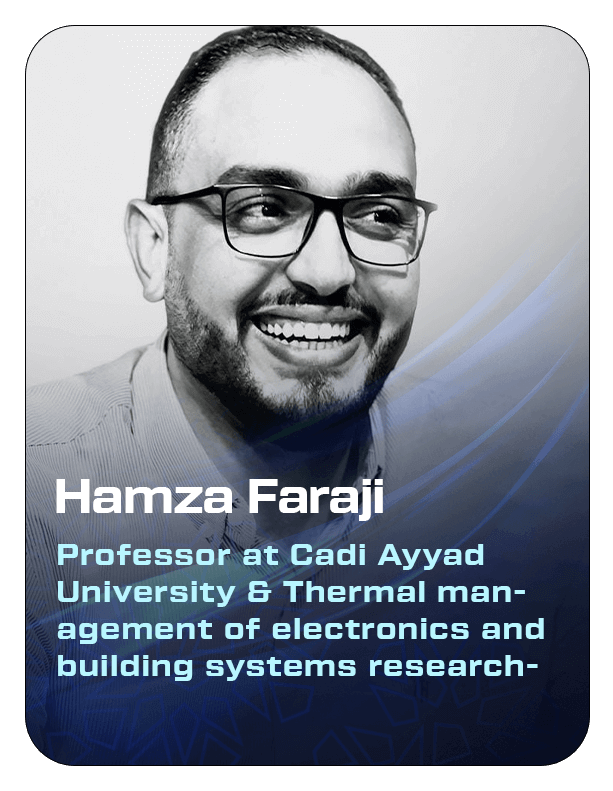 Hamza Faraji
Professor at Cadi Ayyad
University & Thermal man-
agement of electronics and
building systems research-